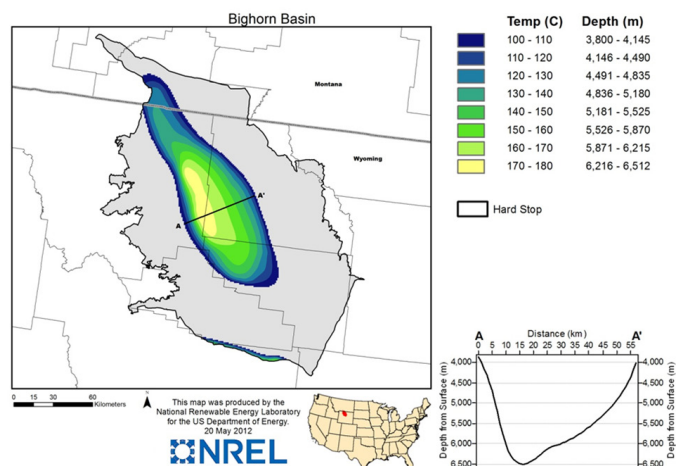 Bighorn Basin
Montana
Wyoming
A'
A
Temp (C) Depth (m)
100 - 110 3,800 - 4,145
110 - 120 4,146 - 4,490
120 - 130 4,491 - 4,835
130 - 140 4,836 - 5,180
140 - 150 5,181 - 5,525
150 - 160 5,526 - 5,870
160 - 170 5,871 - 6,215
170 - 180 6,216 - 6,512
Hard Stop
0 15 30 60
Kilometers
N
This map was produced by the
National Renewable Energy Laboratory
for the US Department of Energy.
20 May 2012
NREL
A Distance (km) A'
0 5 10 15 20 25 30 35 40 45 50 55
Depth from Surface (m)
4,000 4,000
4,500 4,500
5,000 5,000
5,500 5,500
6,000 6,000
6,500 6,500
Depth from Surface (m)